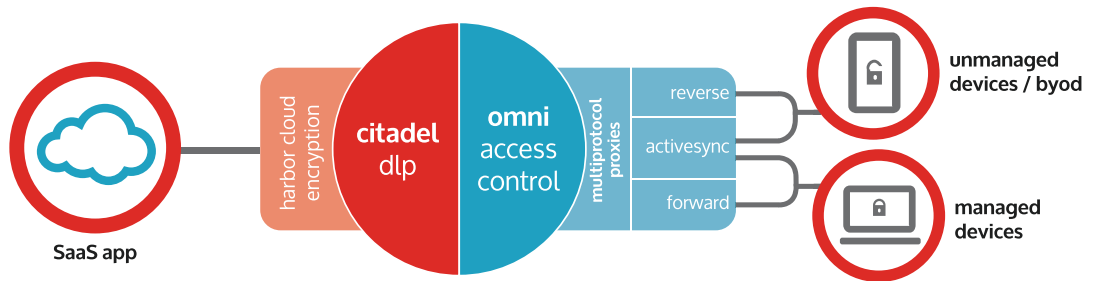 SaaS app
harbor cloud
encryption
citadel
dlp
omni
access
control
multiprotocol
proxies
reverse
activesync
forward
unmanaged
devices / byod
managed
devices